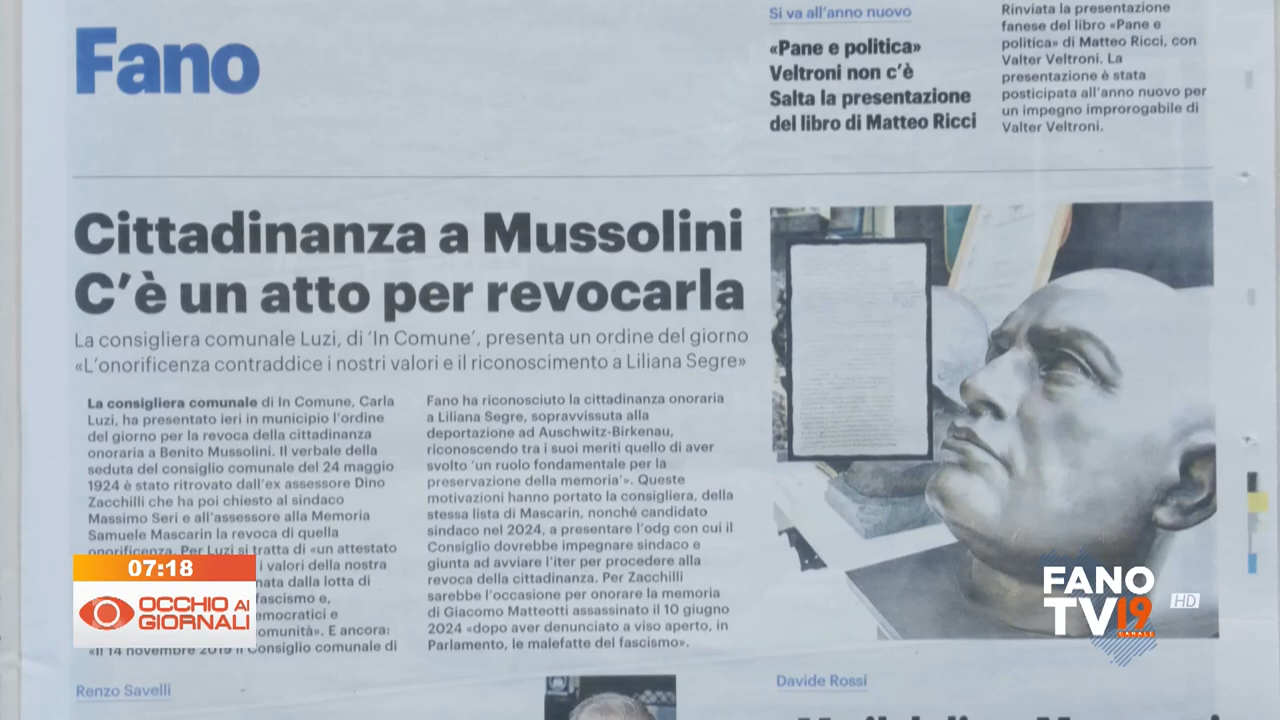 Fano
Si va all'anno nuovo
«Pane e politica»
Veltroni non c'è
Salta la presentazione
del libro di Matteo Ricci
Rinviata la presentazione
fanese del libro «Pane e
politica» di Matteo Ricci, con
Valter Veltroni. La
presentazione è stata
posticipata all'anno nuovo per
un impegno improrogabile di
Valter Veltroni.
Cittadinanza a Mussolini
C'è un atto per revocarla
La consigliera comunale Luzi, di 'In Comune', presenta un ordine del giorno
«L'onorificenza contraddice i nostri valori e il riconoscimento a Liliana Segre»
La consigliera comunale di In Comune, Carla
Luzi, ha presentato ieri in municipio l'ordine
del giorno per la revoca della cittadinanza
onoraria a Benito Mussolini. Il verbale della
seduta del consiglio comunale del 24 maggio
1924 è stato ritrovato dall'ex assessore Dino
Zacchilli che ha poi chiesto al sindaco
Massimo Seri e all'assessore alla Memoria
Samuele Mascarin la revoca di quella
onorificenza. Per Luzi si tratta di «un attestato
i valori della nostra
nata dalla lotta di
fascismo e,
emocratici e
comunità». E ancora:
«Il 14 novembre 2019 il Consiglio comunale di
Fano ha riconosciuto la cittadinanza onoraria
a Liliana Segre, sopravvissuta alla
deportazione ad Auschwitz-Birkenau,
riconoscendo tra i suoi meriti quello di aver
svolto 'un ruolo fondamentale per la
preservazione della memoria'». Queste
motivazioni hanno portato la consigliera, della
stessa lista di Mascarin, nonché candidato
sindaco nel 2024, a presentare l'odg con cui il
Consiglio dovrebbe impegnare sindaco e
giunta ad avviare l'iter per procedere alla
revoca della cittadinanza. Per Zacchilli
sarebbe l'occasione per onorare la memoria
di Giacomo Matteotti assassinato il 10 giugno
2024 «dopo aver denunciato a viso aperto, in
Parlamento, le malefatte del fascismo».
07:18
OCCHIO AI
GIORNALI
FANO
TV19
CANALE
HD
Renzo Savelli
Davide Rossi